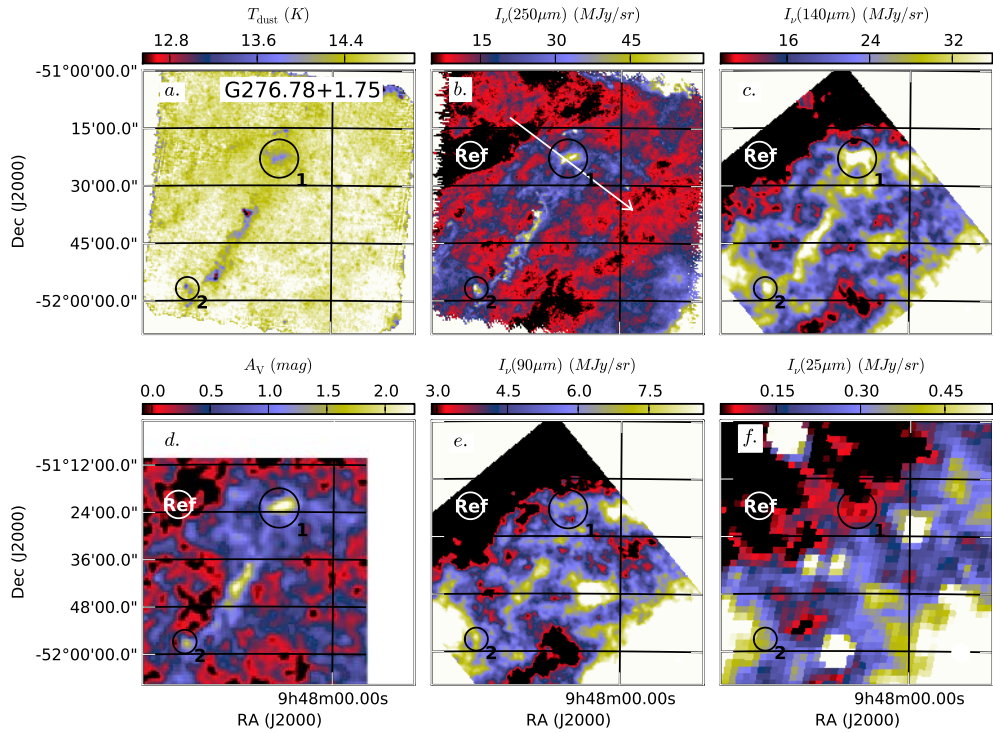 T_dust (K)
I_ν(250μm) (MJy/sr)
I_ν(140μm) (MJy/sr)
12.8 13.6 14.4
15 30 45
16 24 32
-51°00'00.0"
15'00.0"
30'00.0"
45'00.0"
-52°00'00.0"
Dec (J2000)
a.
G276.78+1.75
1
2
b.
Ref
1
2
c.
Ref
1
2
A_V (mag)
I_ν(90μm) (MJy/sr)
I_ν(25μm) (MJy/sr)
0.0 0.5 1.0 1.5 2.0
3.0 4.5 6.0 7.5
0.15 0.30 0.45
-51°12'00.0"
24'00.0"
36'00.0"
48'00.0"
-52°00'00.0"
Dec (J2000)
d.
Ref
1
2
e.
Ref
1
2
f.
Ref
1
2
9h48m00.00s
9h48m00.00s
9h48m00.00s
RA (J2000)
RA (J2000)
RA (J2000)